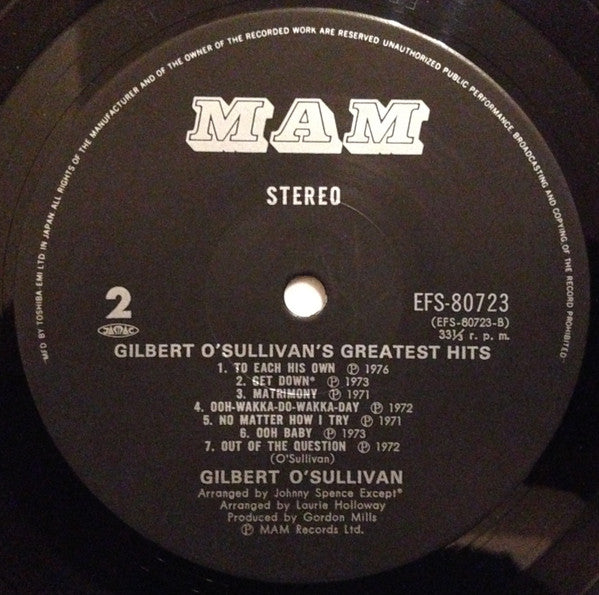 MFD BY TOSHIBA-EMI LTD IN JAPAN ALL RIGHTS OF THE MANUFACTURER AND OF THE OWNER OF THE RECORDED WORK ARE RESERVED UNAUTHORIZED PUBLIC PERFORMANCE, BROADCASTING AND COPYING OF THE RECORD PROHIBITED
MAM
STEREO
2
EFS-80723
(EFS-80723-B)
33⅓ r. p. m.
GILBERT O'SULLIVAN'S GREATEST HITS
1. TO EACH HIS OWN ℗ 1976
2. GET DOWN* ℗ 1973
3. MATRIMONY ℗ 1971
4. OOH-WAKKA-DO-WAKKA-DAY ℗ 1972
5. NO MATTER HOW I TRY ℗ 1971
6. OOH BABY ℗ 1973
7. OUT OF THE QUESTION ℗ 1972
(O'Sullivan)
GILBERT O'SULLIVAN
Arranged by Johnny Spence Except*
Arranged by Laurie Holloway
Produced by Gordon Mills
℗ MAM Records Ltd.